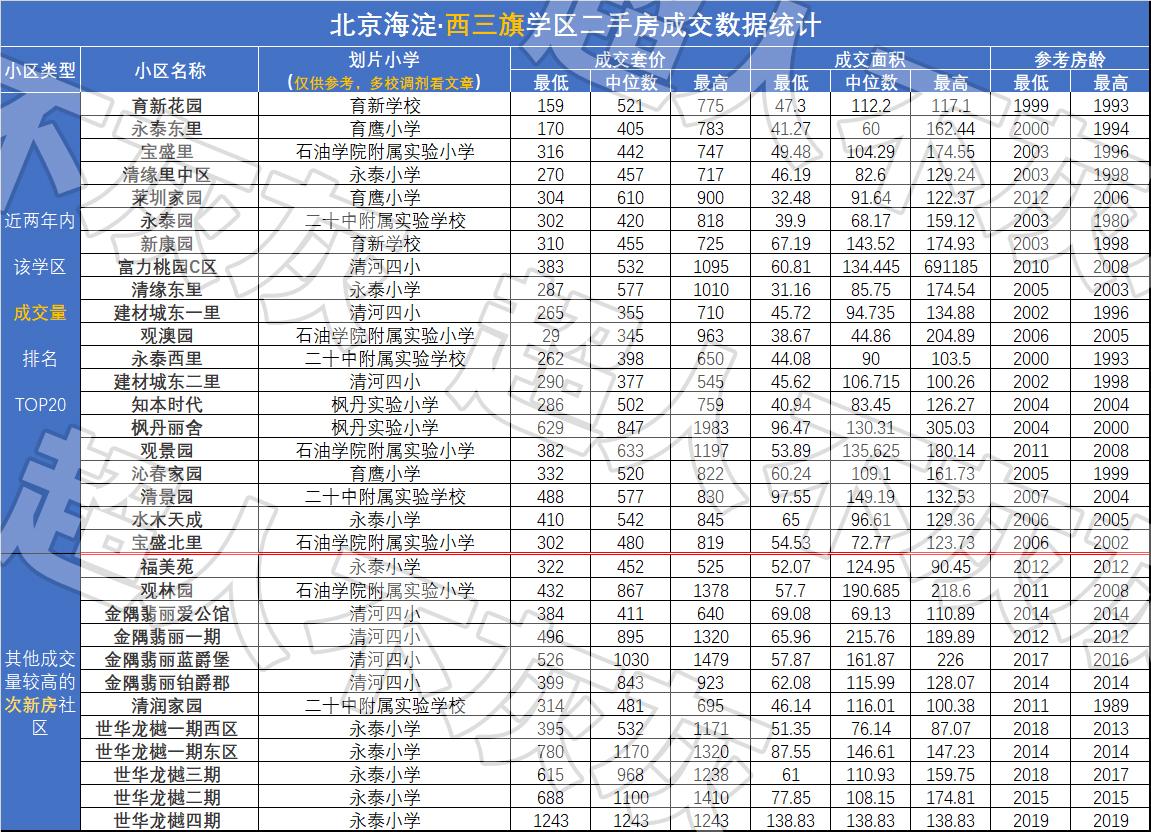 北京海淀·西三旗学区二手房成交数据统计
小区类型 小区名称 划片小学 成交套价 成交面积 参考房龄
(仅供参考，多校调剂看文章) 最低 中位数 最高 最低 中位数 最高 最低 最高
育新花园 育新学校 159 521 775 47.3 112.2 117.1 1999 1993
永泰东里 育鹰小学 170 405 783 41.27 60 162.44 2000 1994
宝盛里 石油学院附属实验小学 316 442 747 49.48 104.29 174.55 2003 1996
清缘里中区 永泰小学 270 457 717 46.19 82.6 129.24 2003 1998
莱圳家园 育鹰小学 304 610 900 32.48 91.64 122.37 2012 2006
近两年内 永泰园 二十中附属实验学校 302 420 818 39.9 68.17 159.12 2003 1980
新康园 育新学校 310 455 725 67.19 143.52 174.93 2003 1998
该学区 富力桃园C区 清河四小 383 532 1095 60.81 134.445 691185 2010 2008
清缘东里 永泰小学 287 577 1010 31.16 85.75 174.54 2005 2003
成交量 建材城东一里 清河四小 265 355 710 45.72 94.735 134.88 2002 1996
观澳园 石油学院附属实验小学 29 345 963 38.67 44.86 204.89 2006 2005
排名 永泰西里 二十中附属实验学校 262 398 650 44.08 90 103.5 2000 1993
建材城东二里 清河四小 290 377 545 45.62 106.715 100.26 2002 1998
TOP20 知本时代 枫丹实验小学 286 502 759 40.94 83.45 126.27 2004 2004
枫丹丽舍 枫丹实验小学 629 847 1983 96.47 130.31 305.03 2004 2000
观景园 石油学院附属实验小学 382 633 1197 53.89 135.625 180.14 2011 2008
沁春家园 育鹰小学 332 520 822 60.24 109.1 161.73 2005 1999
清景园 二十中附属实验学校 488 577 830 97.55 149.19 132.53 2007 2004
水木天成 永泰小学 410 542 845 65 96.61 129.36 2006 2005
宝盛北里 石油学院附属实验小学 302 480 819 54.53 72.77 123.73 2006 2002
福美苑 永泰小学 322 452 525 52.07 124.95 90.45 2012 2012
观林园 石油学院附属实验小学 432 867 1378 57.7 190.685 218.6 2011 2008
金隅翡丽爱公馆 清河四小 384 411 640 69.08 69.13 110.89 2014 2014
金隅翡丽一期 清河四小 496 895 1320 65.96 215.76 189.89 2012 2012
其他成交 金隅翡丽蓝爵堡 清河四小 526 1030 1479 57.87 161.87 226 2017 2016
量较高的 金隅翡丽铂爵郡 清河四小 399 843 923 62.08 115.99 128.07 2014 2014
次新房社 清润家园 二十中附属实验学校 314 481 695 46.14 116.01 100.38 2011 1989
区 世华龙樾一期西区 永泰小学 395 532 1171 51.35 76.14 87.07 2018 2013
世华龙樾一期东区 永泰小学 780 1170 1320 87.55 146.61 147.23 2014 2014
世华龙樾三期 永泰小学 615 968 1238 61 110.93 159.75 2018 2017
世华龙樾二期 永泰小学 688 1100 1410 77.85 108.15 174.81 2015 2015
世华龙樾四期 永泰小学 1243 1243 1243 138.83 138.83 138.83 2019 2019
超人不灰灰